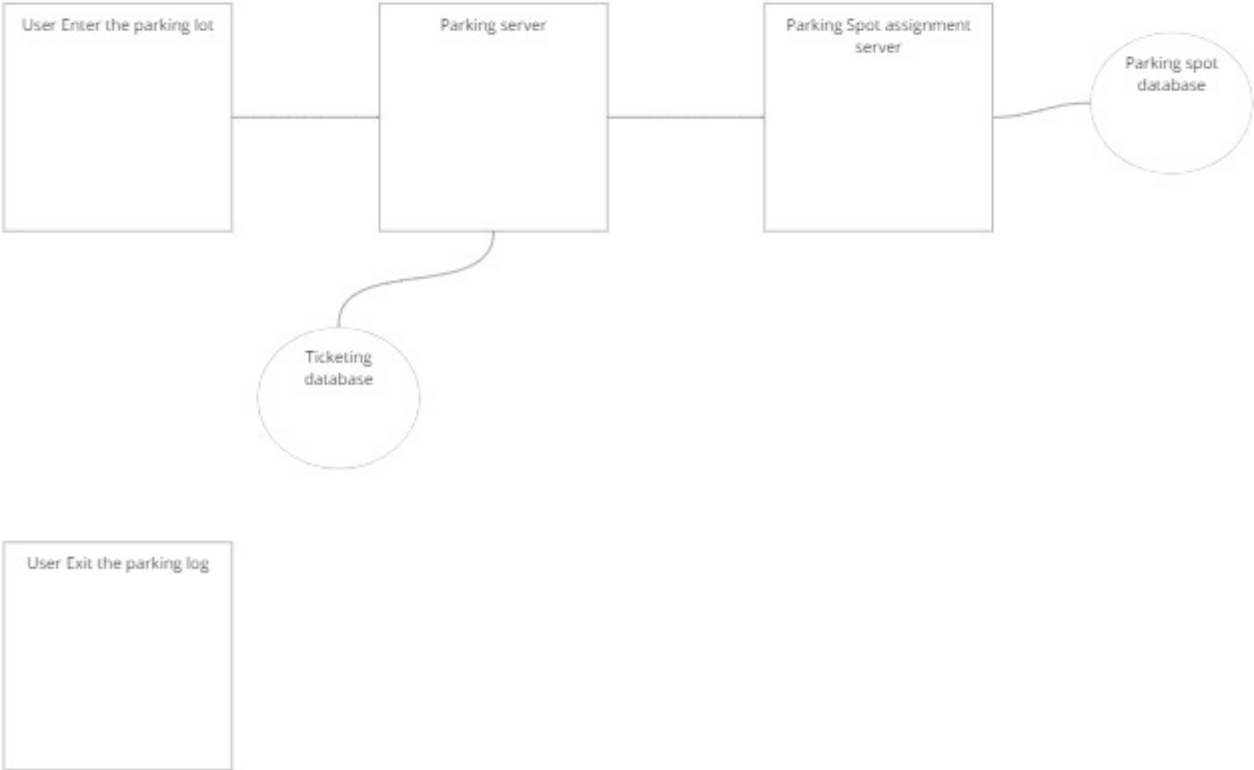 User Enter the parking lot
Parking server
Parking Spot assignment
server
Parking spot
database
Ticketing
database
User Exit the parking log